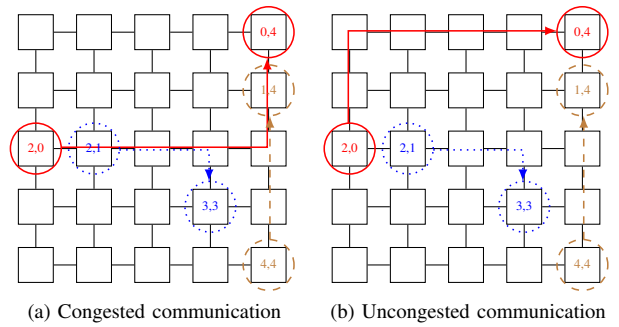 0,4 0,4
1,4 1,4
2,0 2,1 2,0 2,1
3,3 3,3
4,4 4,4
(a) Congested communication (b) Uncongested communication